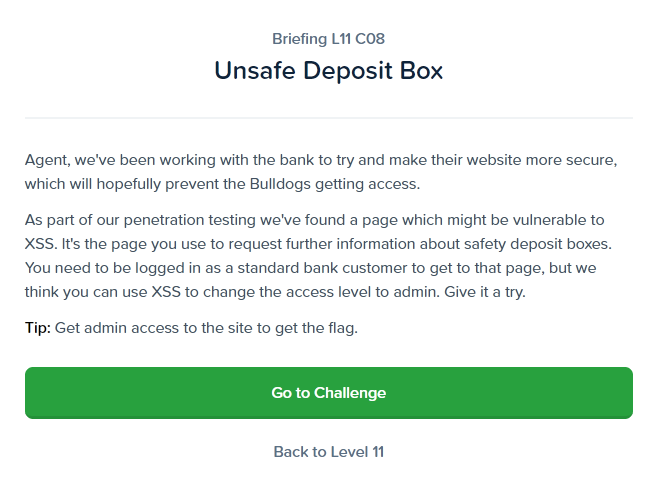 Briefing L11 C08
Unsafe Deposit Box
Agent, we've been working with the bank to try and make their website more secure,
which will hopefully prevent the Bulldogs getting access.
As part of our penetration testing we've found a page which might be vulnerable to
XSS. It's the page you use to request further information about safety deposit boxes.
You need to be logged in as a standard bank customer to get to that page, but we
think you can use XSS to change the access level to admin. Give it a try.
Tip: Get admin access to the site to get the flag.
Go to Challenge
Back to Level 11